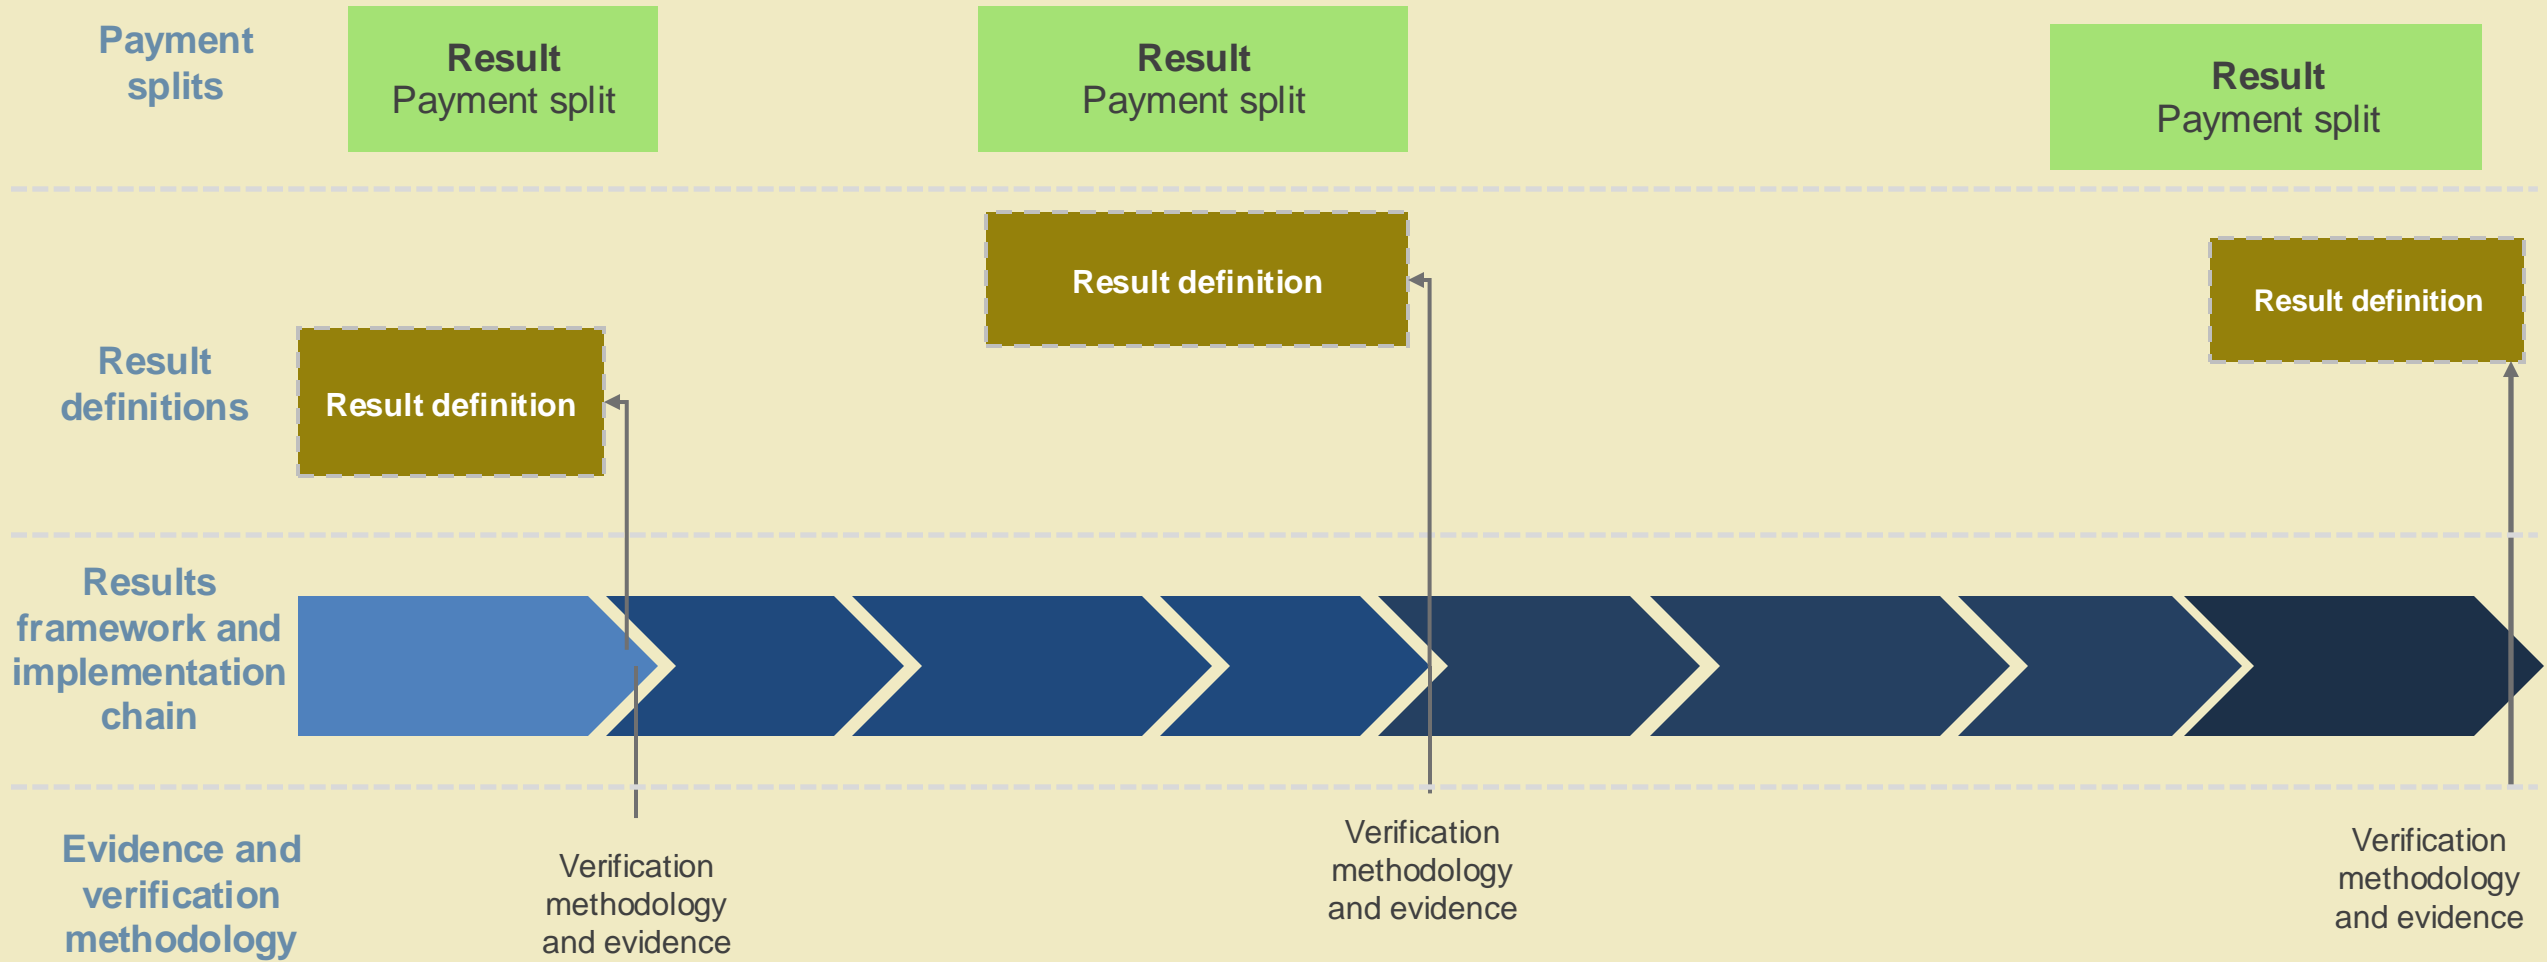 Payment
splits
Result
Payment split
Result
Payment split
Result
Payment split
Result
definitions
Result definition
Result definition
Result definition
Results
framework and
implementation
chain
Evidence and
verification
methodology
Verification
methodology
and evidence
Verification
methodology
and evidence
Verification
methodology
and evidence